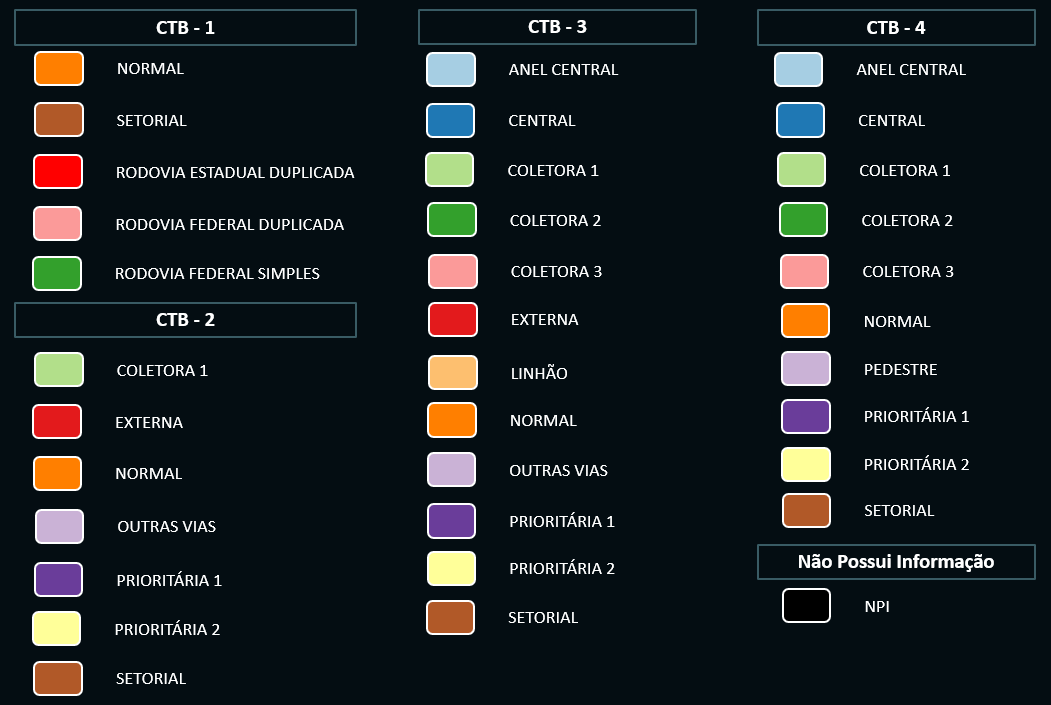 CTB - 1
NORMAL
SETORIAL
RODOVIA ESTADUAL DUPLICADA
RODOVIA FEDERAL DUPLICADA
RODOVIA FEDERAL SIMPLES
CTB - 2
COLETORA 1
EXTERNA
NORMAL
OUTRAS VIAS
PRIORITÁRIA 1
PRIORITÁRIA 2
SETORIAL
CTB - 3
ANEL CENTRAL
CENTRAL
COLETORA 1
COLETORA 2
COLETORA 3
EXTERNA
LINHÃO
NORMAL
OUTRAS VIAS
PRIORITÁRIA 1
PRIORITÁRIA 2
SETORIAL
CTB - 4
ANEL CENTRAL
CENTRAL
COLETORA 1
COLETORA 2
COLETORA 3
NORMAL
PEDESTRE
PRIORITÁRIA 1
PRIORITÁRIA 2
SETORIAL
Não Possui Informação
NPI